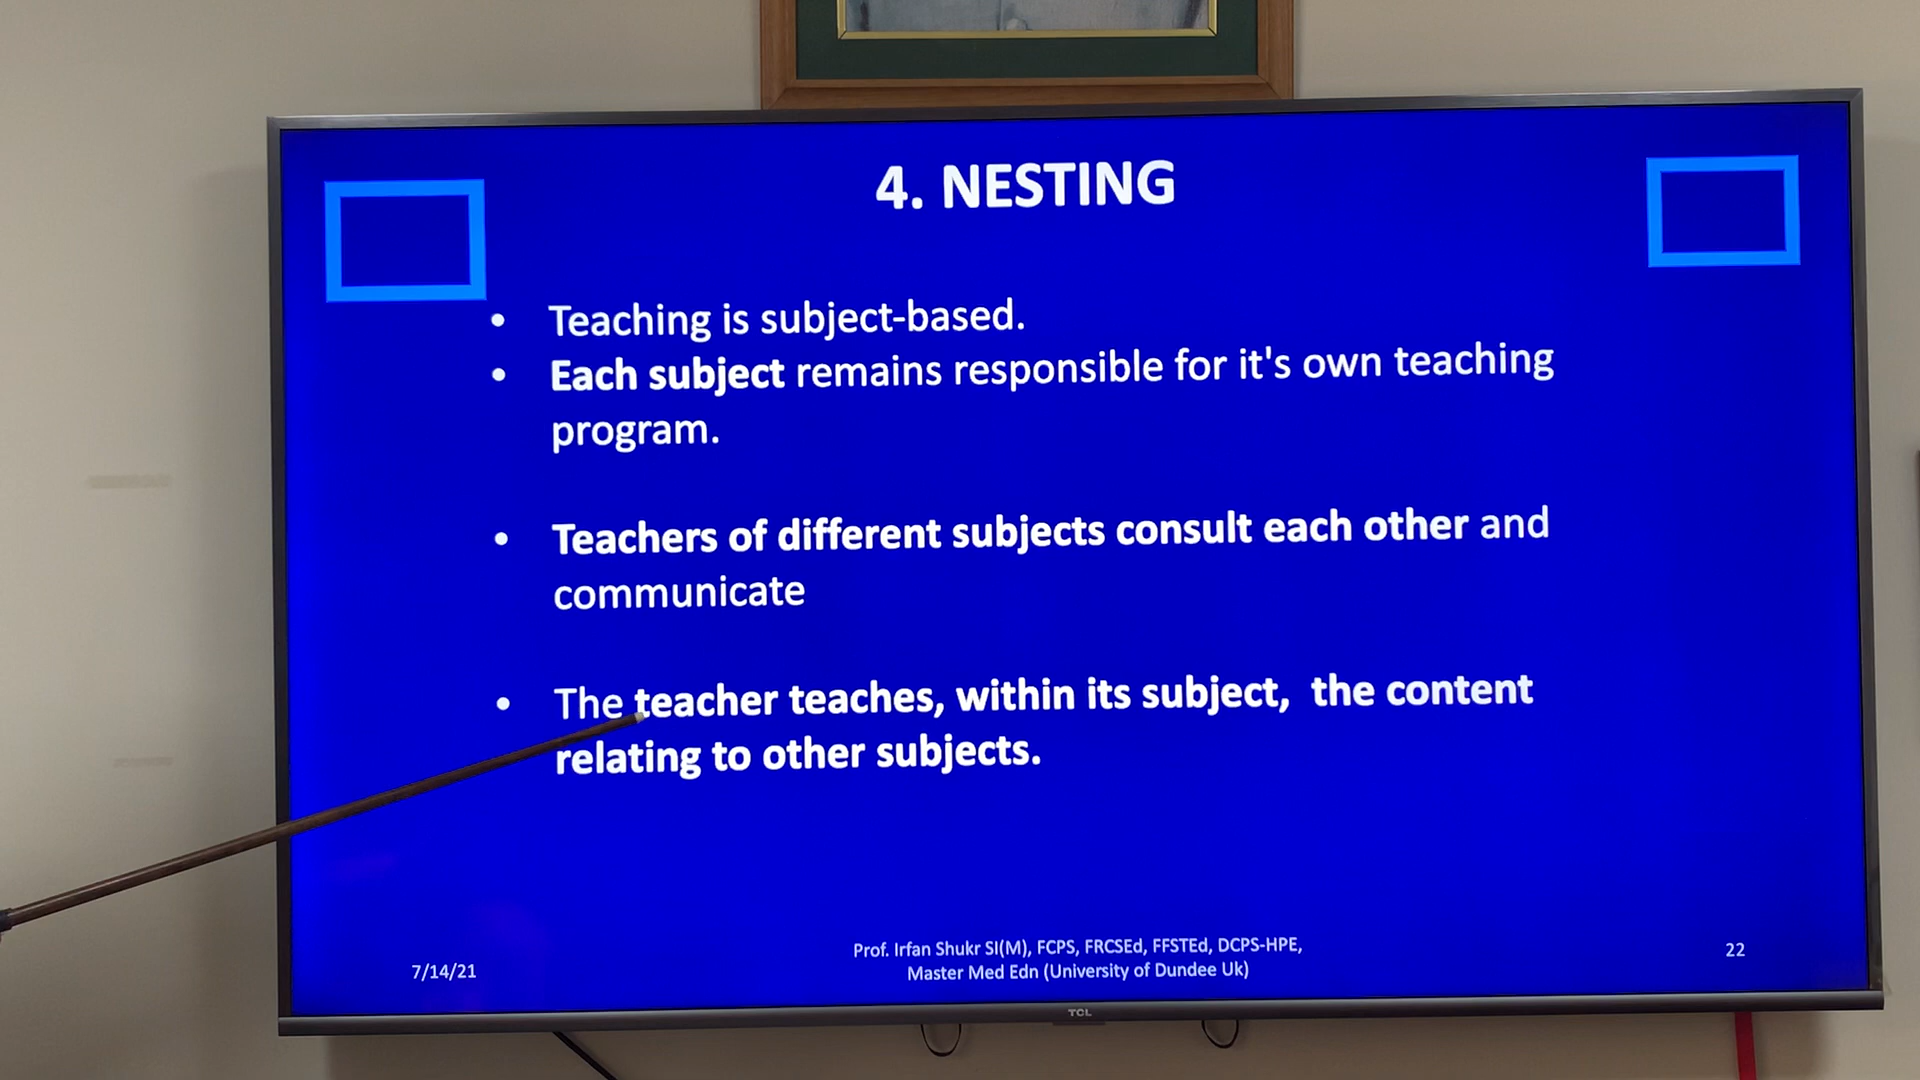 4. NESTING
• Teaching is subject-based.
• Each subject remains responsible for it's own teaching
program.
• Teachers of different subjects consult each other and
communicate
• The teacher teaches, within its subject, the content
relating to other subjects.
7/14/21
Prof. Irfan Shukr SI(M), FCPS, FRCSEd, FFSTEd, DCPS-HPE,
Master Med Edn (University of Dundee Uk)
22
TCL